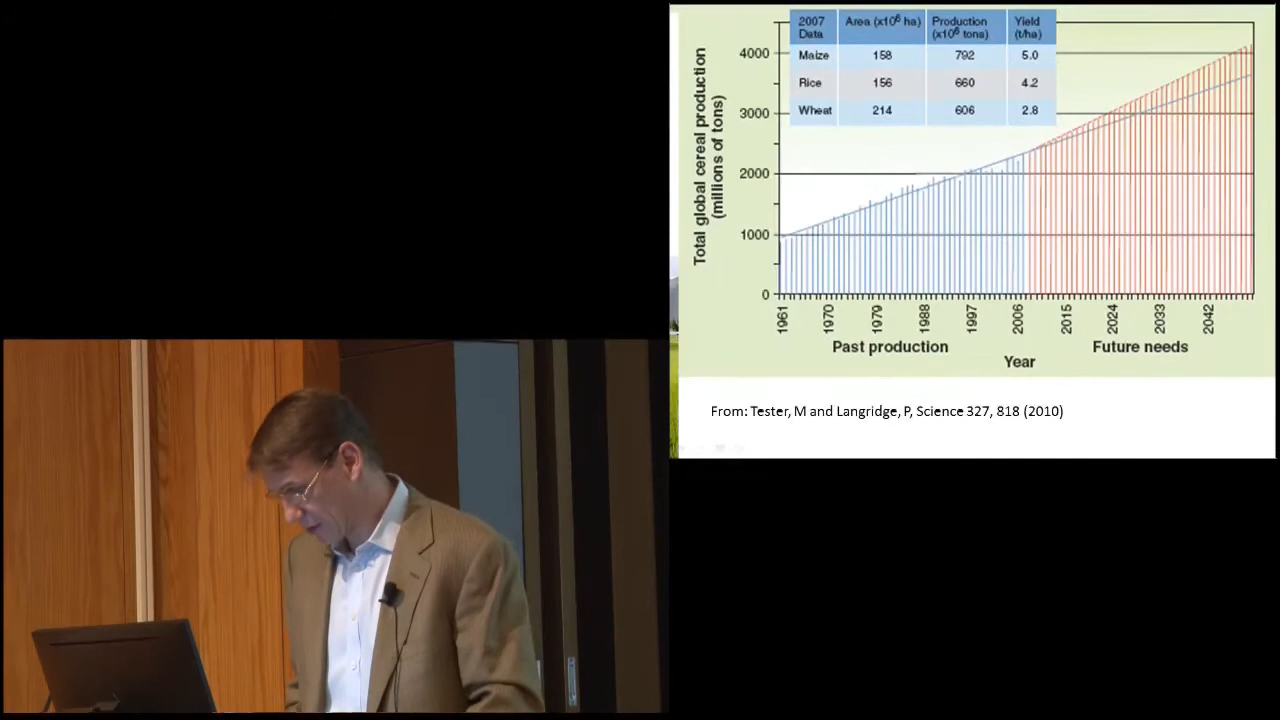 2007 Data Area (x10⁶ ha) Production (x10⁶ tons) Yield (t/ha)
Maize 158 792 5.0
Rice 156 660 4.2
Wheat 214 606 2.8
Total global cereal production
(millions of tons)
4000
3000
2000
1000
0
1961 1970 1979 1988 1997 2006 2015 2024 2033 2042
Past production Future needs
Year
From: Tester, M and Langridge, P, Science 327, 818 (2010)